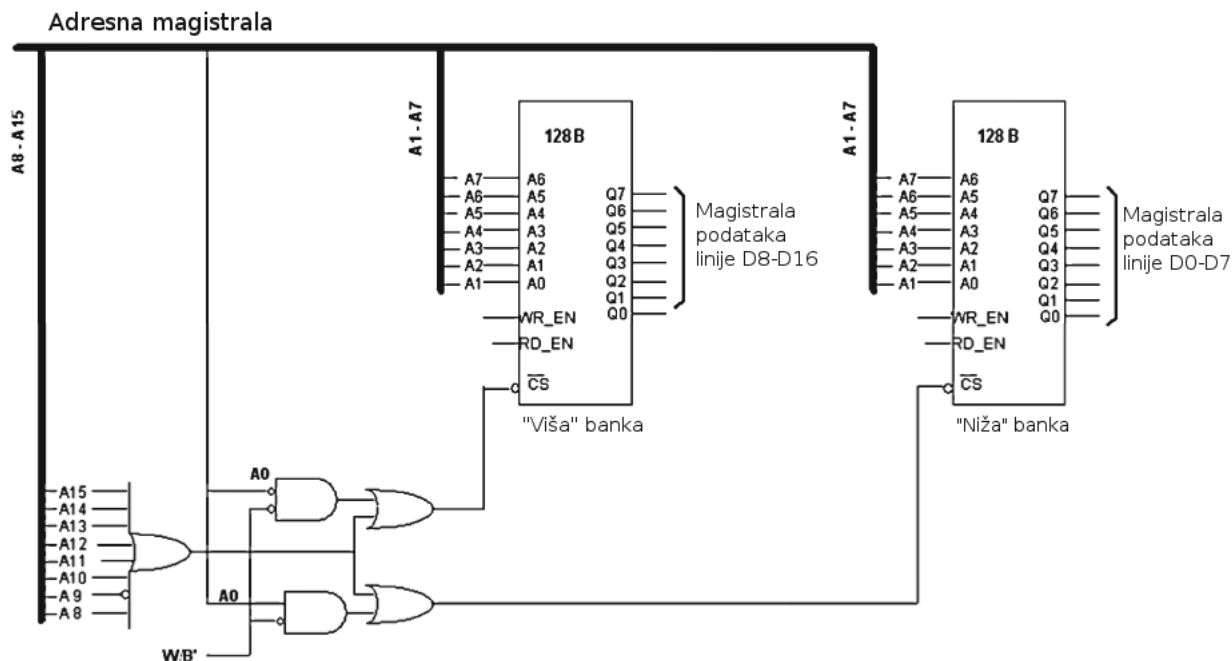 Adresna magistrala
A8 - A15
A1 - A7
128 B
A7 A6
A6 A5
A5 A4
A4 A3
A3 A2
A2 A1
A1 A0
WR_EN
RD_EN
CS
Q7
Q6
Q5
Q4
Q3
Q2
Q1
Q0
Magistrala
podataka
linije D8-D16
"Viša" banka
A1 - A7
128 B
A7 A6
A6 A5
A5 A4
A4 A3
A3 A2
A2 A1
A1 A0
WR_EN
RD_EN
CS
Q7
Q6
Q5
Q4
Q3
Q2
Q1
Q0
Magistrala
podataka
linije D0-D7
"Niža" banka
A0
A15
A14
A13
A12
A11
A10
A 9
A 8
A0
W/B'